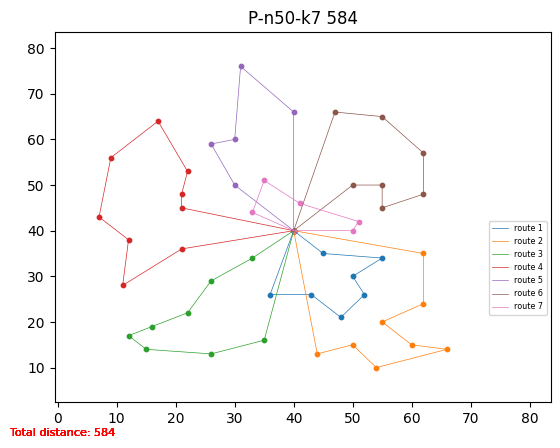 P-n50-k7 584
80
70
60
50
40
30
20
10
0 10 20 30 40 50 60 70 80
route 1
route 2
route 3
route 4
route 5
route 6
route 7
Total distance: 584